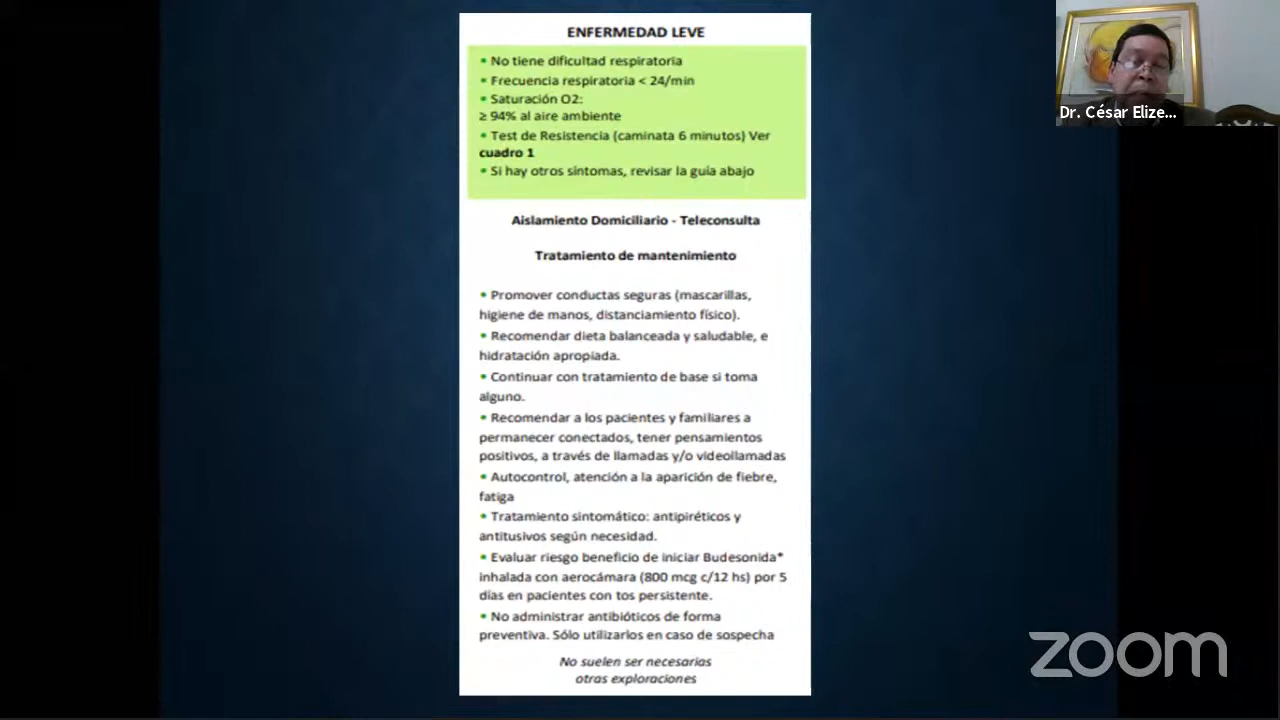 ENFERMEDAD LEVE
• No tiene dificultad respiratoria
• Frecuencia respiratoria < 24/min
• Saturación O2:
≥ 94% al aire ambiente
• Test de Resistencia (caminata 6 minutos) Ver
cuadro 1
• Si hay otros síntomas, revisar la guía abajo
Aislamiento Domiciliario - Teleconsulta
Tratamiento de mantenimiento
• Promover conductas seguras (mascarillas,
higiene de manos, distanciamiento físico).
• Recomendar dieta balanceada y saludable, e
hidratación apropiada.
• Continuar con tratamiento de base si toma
alguno.
• Recomendar a los pacientes y familiares a
permanecer conectados, tener pensamientos
positivos, a través de llamadas y/o videollamadas
• Autocontrol, atención a la aparición de fiebre,
fatiga
• Tratamiento sintomático: antipiréticos y
antitusivos según necesidad.
• Evaluar riesgo beneficio de iniciar Budesonida*
inhalada con aerocámara (800 mcg c/12 hs) por 5
días en pacientes con tos persistente.
• No administrar antibióticos de forma
preventiva. Sólo utilizarlos en caso de sospecha
No suelen ser necesarias
otras exploraciones
Dr. César Elize...
zoom